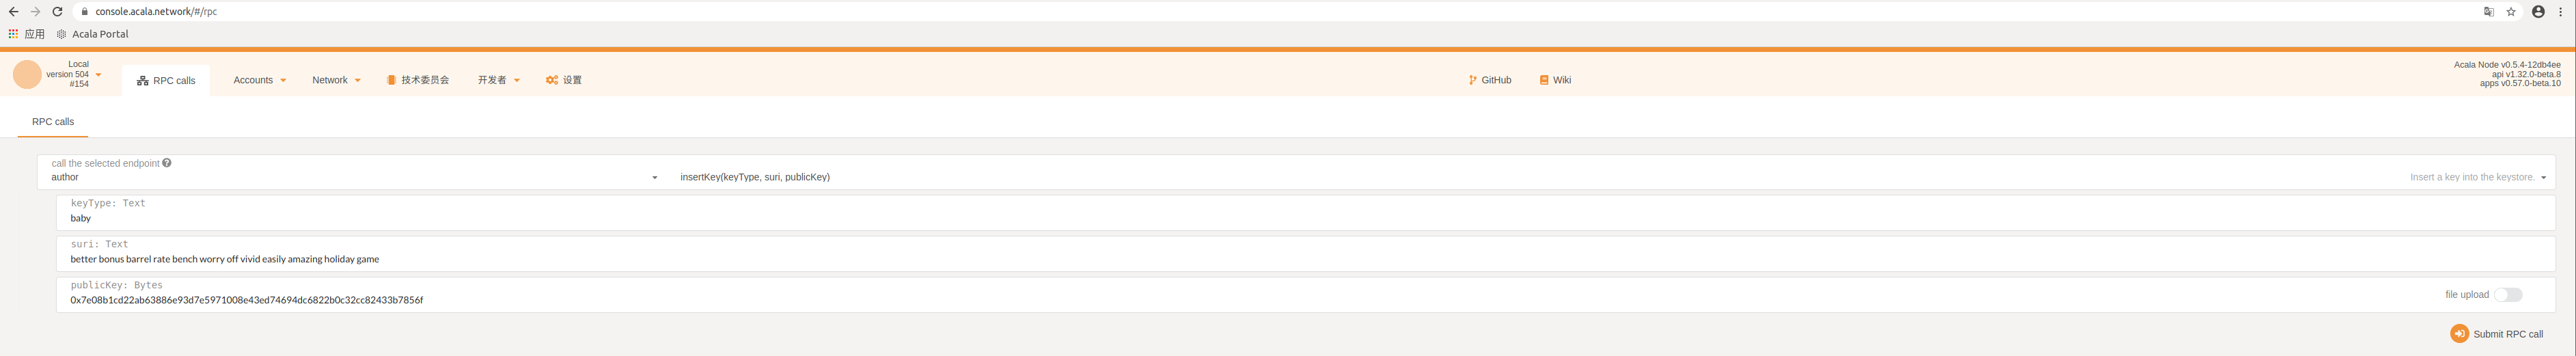 console.acala.network/#/rpc
应用 Acala Portal
Local
version 504
#154
RPC calls Accounts Network 技术委员会 开发者 设置 GitHub Wiki
Acala Node v0.5.4-12db4ee
api v1.32.0-beta.8
apps v0.57.0-beta.10
RPC calls
call the selected endpoint
author insertKey(keyType, suri, publicKey) Insert a key into the keystore.
keyType: Text
baby
suri: Text
better bonus barrel rate bench worry off vivid easily amazing holiday game
publicKey: Bytes
0x7e08b1cd22ab63886e93d7e5971008e43ed74694dc6822b0c32cc82433b7856f
file upload
Submit RPC call